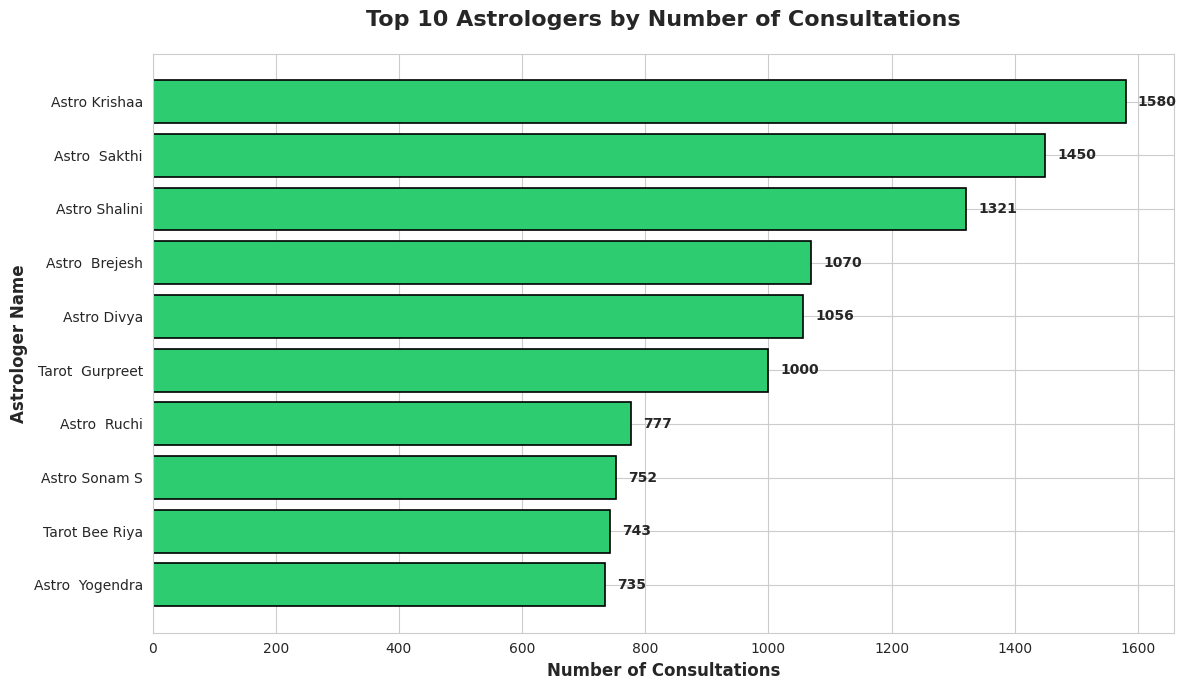 Top 10 Astrologers by Number of Consultations
Astrologer Name
Astro Krishaa 1580
Astro  Sakthi 1450
Astro Shalini 1321
Astro  Brejesh 1070
Astro Divya 1056
Tarot  Gurpreet 1000
Astro  Ruchi 777
Astro Sonam S 752
Tarot Bee Riya 743
Astro  Yogendra 735
0 200 400 600 800 1000 1200 1400 1600
Number of Consultations